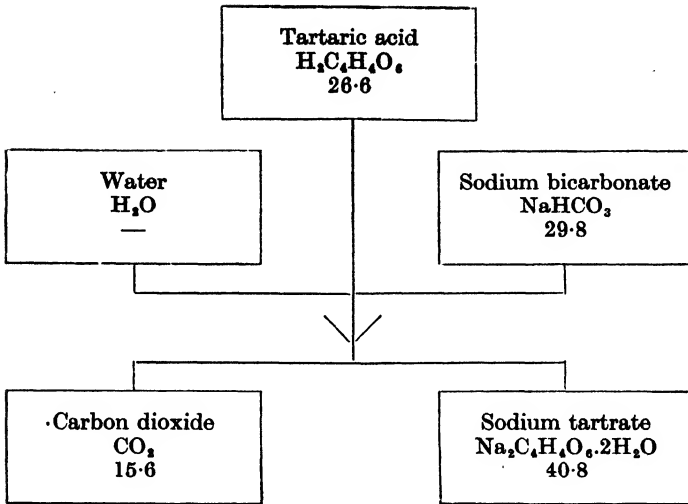 Tartaric acid
H₂C₄H₄O₆
26·6
Water
H₂O
—
Sodium bicarbonate
NaHCO₃
29·8
·Carbon dioxide
CO₂
15·6
Sodium tartrate
Na₂C₄H₄O₆.2H₂O
40·8